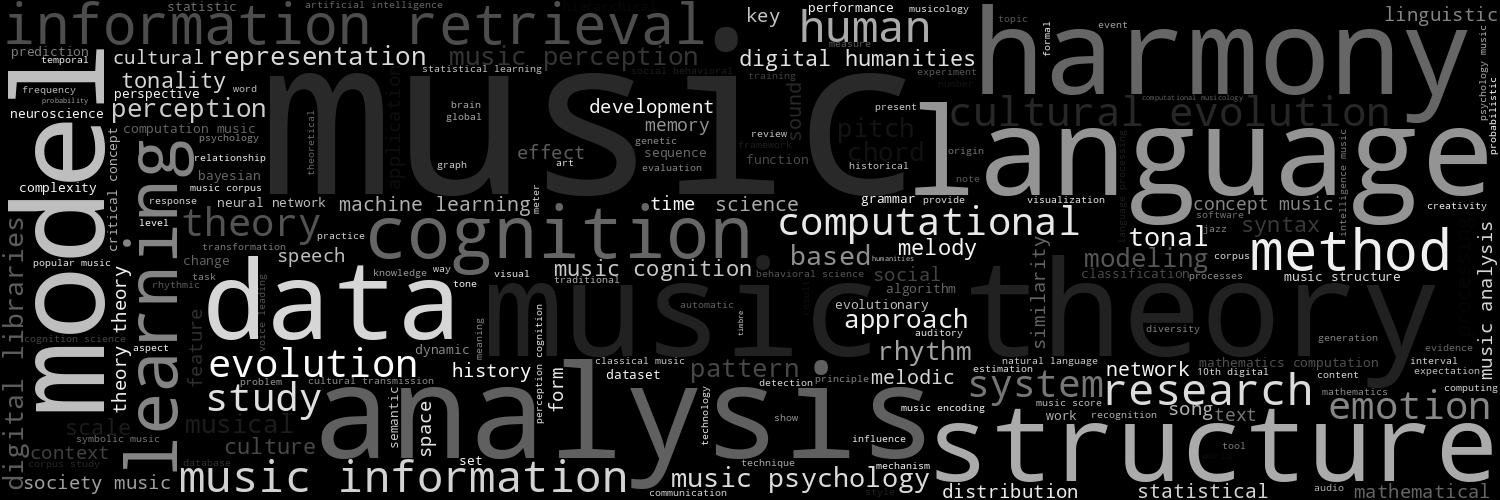 statistic
artificial intelligence
hierarchical
information retrieval
key
performance
musicology
human
measure
topic
event
formal
linguistic
harmony
prediction
temporal
cultural
representation
music perception
digital humanities
tonality
statistical learning
social behavioral
training
experiment
number
frequency
probability
perspective
word
neuroscience
perception
music
brain
global
development
memory
sound
present
pitch
chord
cultural evolution
computational musicology
psychology music
probabilistic
model
computation music
psychology
theoretical
application
genetic
sequence
evaluation
review
framework
function
historical
origin
note
language
language processing
intelligence music
critical concept
learning
relationship
bayesian
music corpus
graph
effect
art
complexity
response
neural network
machine learning
meter
time
science
grammar
provide
visualization
concept music
creativity
software
jazz
syntax
level
theory
practice
cognition
computational
tonal
method
transformation
speech
based
melody
humanities
modeling
corpus
popular music
change
task
rhythmic
knowledge
way
visual
tone
music cognition
traditional
behavioral science
social
algorithm
similarity
classification
processes
music structure
music analysis
digital libraries
theory theory
data
voice leading
music theory
automatic
timbre
result
evolutionary
approach
auditory
diversity
generation
processing
cognition science
aspect
feature
dynamic
meaning
perception cognition
rhythm
evidence
evolution
history
classical music
dataset
pattern
detection
principle
melodic
natural language
estimation
network
mathematics computation
10th digital
interval
expectation
content
computing
problem
cultural transmission
study
form
analysis
system
research
mathematics
music encoding
music score
work
recognition
song
text
emotion
scale
symbolic music
musical
semantic
space
technology
show
influence
structure
tool
context
culture
corpus study
database
society music
music information
set
technique
music psychology
mechanism
communication
style
distribution
statistical
audio
mathematical